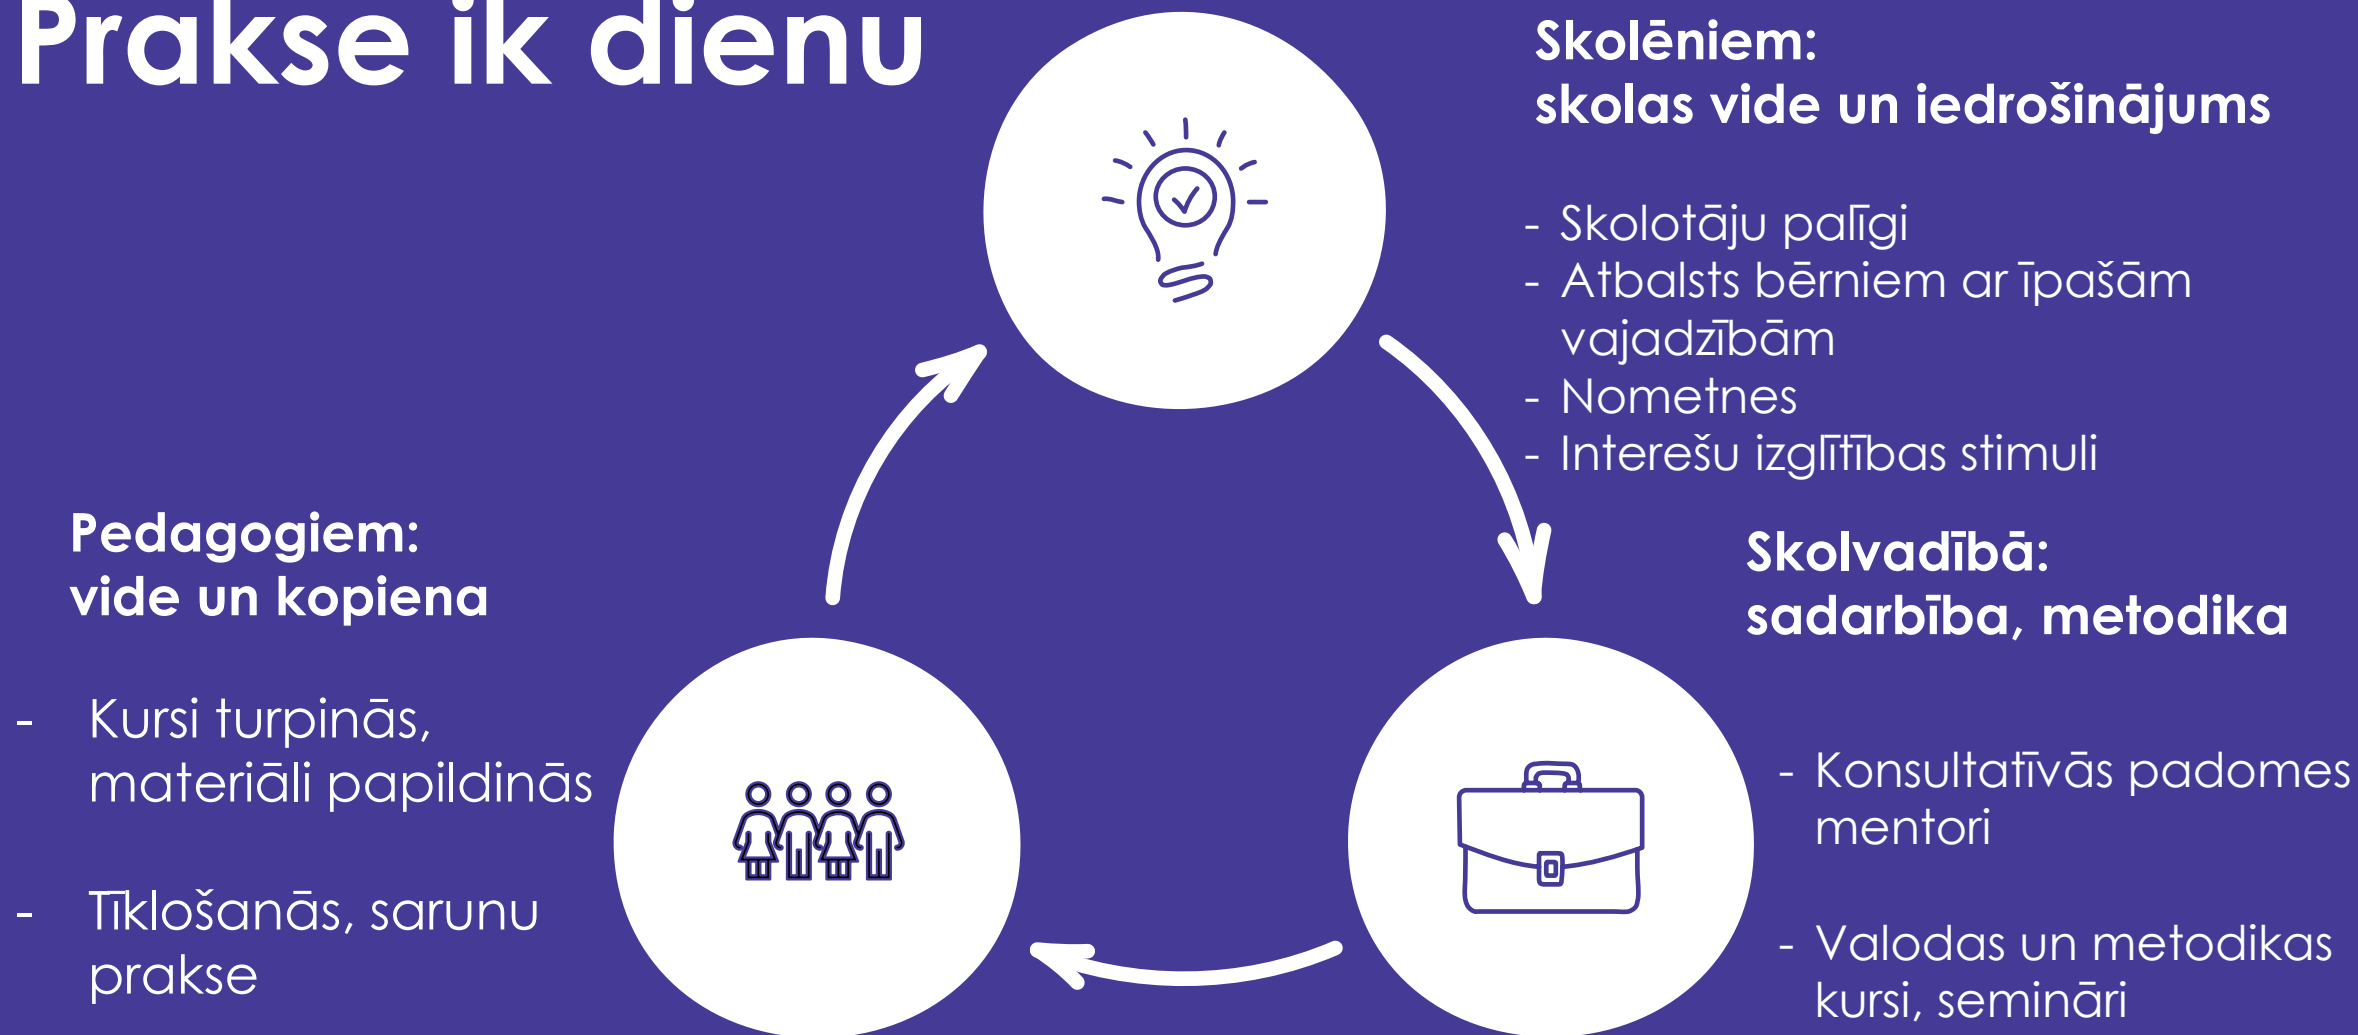 Prakse ik dienu
Skolēniem:
skolas vide un iedrošinājums
- Skolotāju palīgi
- Atbalsts bērniem ar īpašām
vajadzībām
- Nometnes
- Interešu izglītības stimuli
Skolvadībā:
sadarbība, metodika
- Konsultatīvās padomes
mentori
- Valodas un metodikas
kursi, semināri
Pedagogiem:
vide un kopiena
- Kursi turpinās,
materiāli papildinās
- Tīklošanās, sarunu
prakse